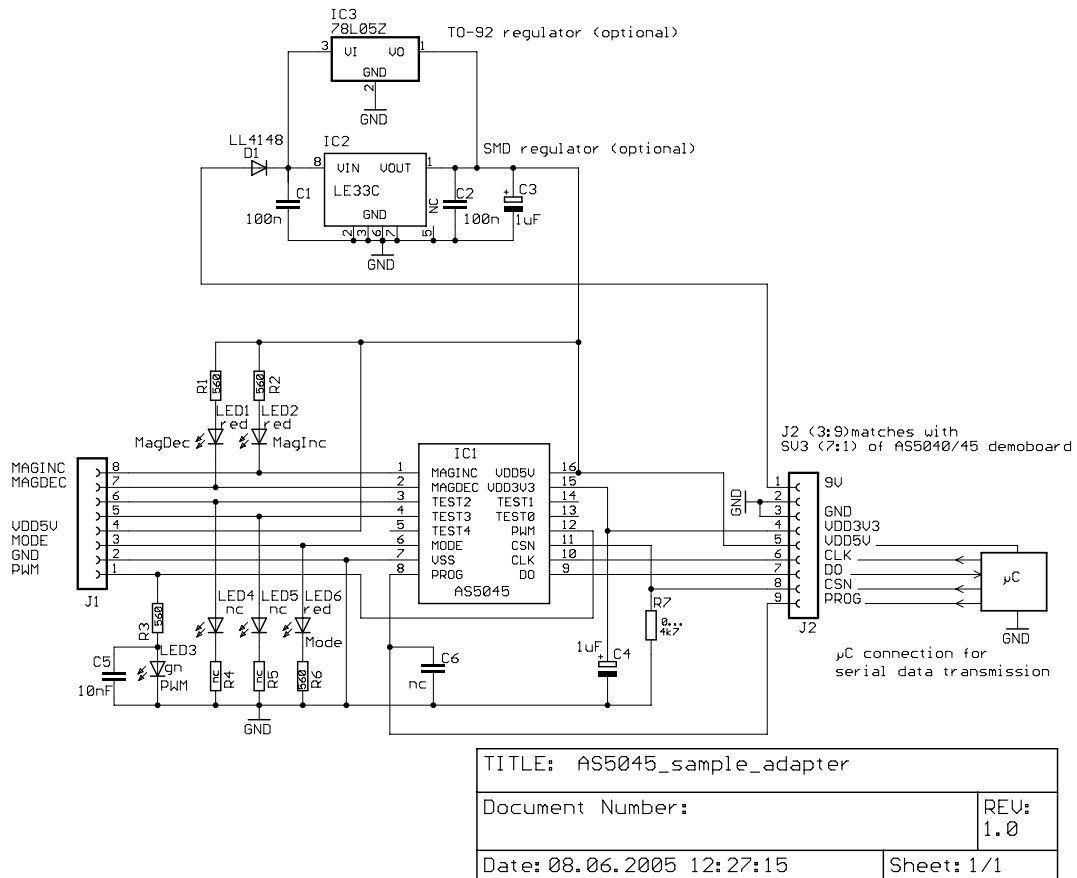 IC3
78L05Z
TO-92 regulator (optional)
3 VI VO 1
GND
2
GND
LL4148
D1
IC2
SMD regulator (optional)
8 VIN VOUT 1
LE33C
GND
NC
2 3 6 7 5
C1
100n
C2
100n
+ C3
1uF
GND
R1 560
R2 560
LED1
red
LED2
red
MagDec
MagInc
MAGINC 8
MAGDEC 7
6
5
VDD5V 4
MODE 3
GND 2
PWM 1
J1
IC1
1 MAGINC VDD5V 16
2 MAGDEC VDD3V3 15
3 TEST2 TEST1 14
4 TEST3 TEST0 13
5 TEST4 PWM 12
6 MODE CSN 11
7 VSS CLK 10
8 PROG DO 9
AS5045
J2 (3:9)matches with
SV3 (7:1) of AS5040/45 demoboard
1 9V
GND
2
3 GND
4 VDD3V3
5 VDD5V
6 CLK
7 DO
8 CSN
9 PROG
J2
µC
GND
µC connection for
serial data transmission
R3 560
LED3
gn
PWM
C5
10nF
LED4
nc
LED5
nc
LED6
red
Mode
nc R4
nc R5
560 R6
GND
C6
nc
1uF + C4
R7
0...
4k7
TITLE: AS5045_sample_adapter
Document Number:
REV:
1.0
Date: 08.06.2005 12:27:15
Sheet: 1/1